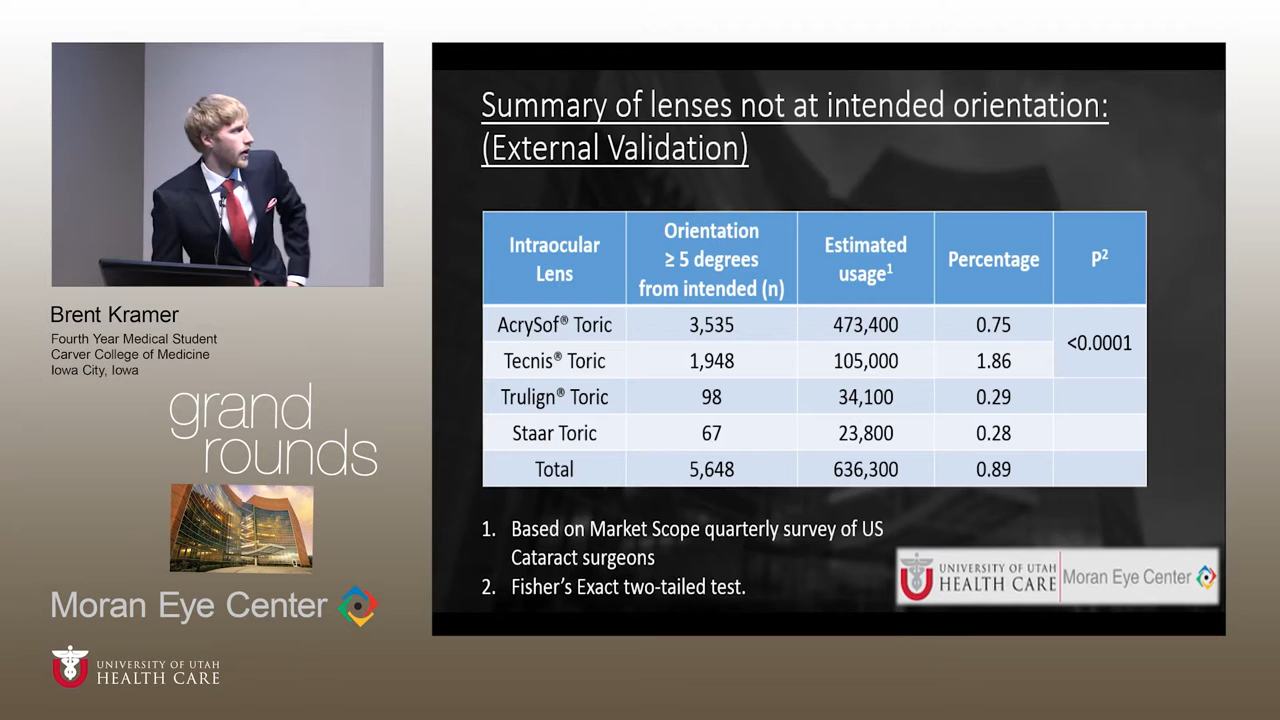 Summary of lenses not at intended orientation:
(External Validation)
Intraocular Lens
Orientation ≥ 5 degrees from intended (n)
Estimated usage1
Percentage
P2
AcrySof® Toric 3,535 473,400 0.75
<0.0001
Tecnis® Toric 1,948 105,000 1.86
Trulign® Toric 98 34,100 0.29
Staar Toric 67 23,800 0.28
Total 5,648 636,300 0.89
1. Based on Market Scope quarterly survey of US
Cataract surgeons
2. Fisher's Exact two-tailed test.
UNIVERSITY OF UTAH
HEALTH CARE
Moran Eye Center
Brent Kramer
Fourth Year Medical Student
Carver College of Medicine
Iowa City, Iowa
grand
rounds
Moran Eye Center
UNIVERSITY OF UTAH
HEALTH CARE